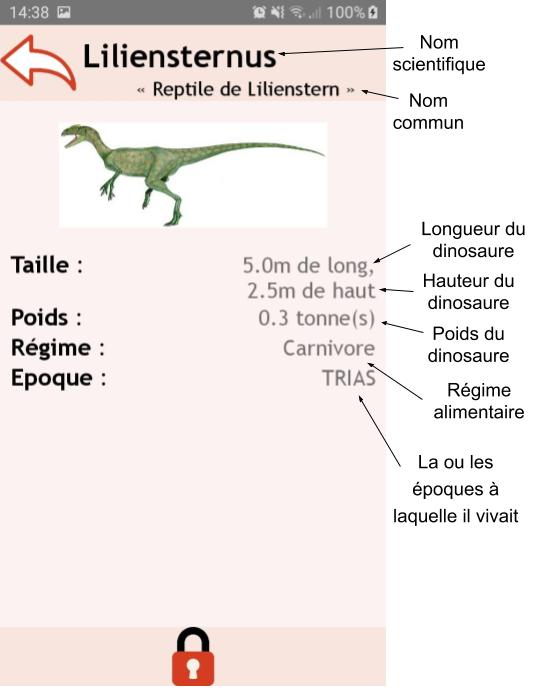 14:38 100%
Liliensternus
« Reptile de Lilienstern »
Nom
scientifique
Nom
commun
Taille : 5.0m de long,
2.5m de haut
Poids : 0.3 tonne(s)
Régime : Carnivore
Epoque : TRIAS
Longueur du
dinosaure
Hauteur du
dinosaure
Poids du
dinosaure
Régime
alimentaire
La ou les
époques à
laquelle il vivait